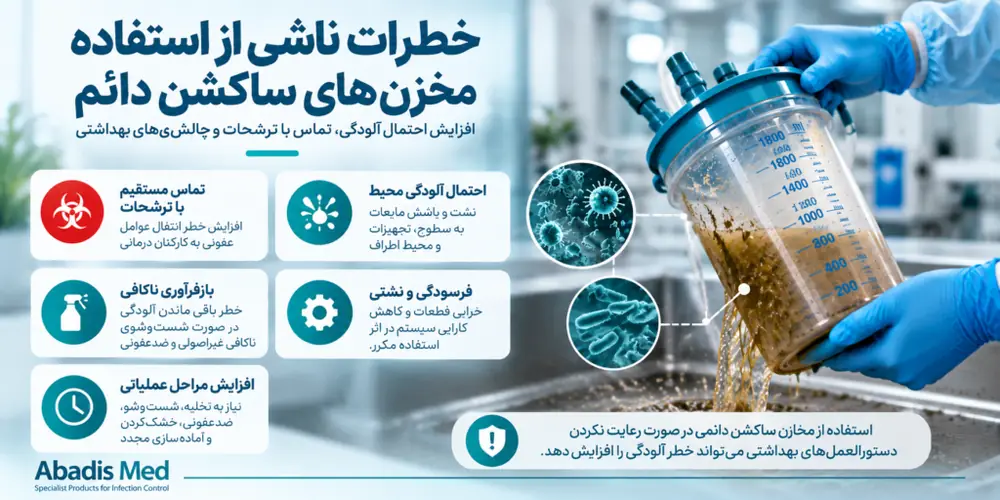 خطرات ناشی از استفاده
مخزن‌های ساکشن دائم
افزایش احتمال آلودگی، تماس با ترشحات و چالش‌ی‌های بهداشتی
احتمال آلودگی محیط
نشت و پاشش مایعات
به سطوح، تجهیزات
و محیط اطراف
تماس مستقیم
با ترشحات
افزایش خطر انتقال عوامل
عفونی به کارکنان درمانی
فرسودگی و نشتی
خرابی قطعات و کاهش
کارایی سیستم در اثر
استفاده مکرر.
بازفرآوری ناکافی
خطر باقی ماندن آلودگی
در صورت شست‌وشوی
ناکافی غیراصولی و ضدعفونی
افزایش مراحل عملیاتی
نیاز به تخلیه، شست‌وشو،
ضدعفونی، خشک‌کردن
و آماده‌سازی مجدد
1800
1800
1400
1000
800
400
200
استفاده از مخازن ساکشن دائمی در صورت رعایت نکردن
دستورالعمل‌های بهداشتی می‌تواند خطر آلودگی را افزایش دهد.
Abadis Med
Specialist Products for Infection Control